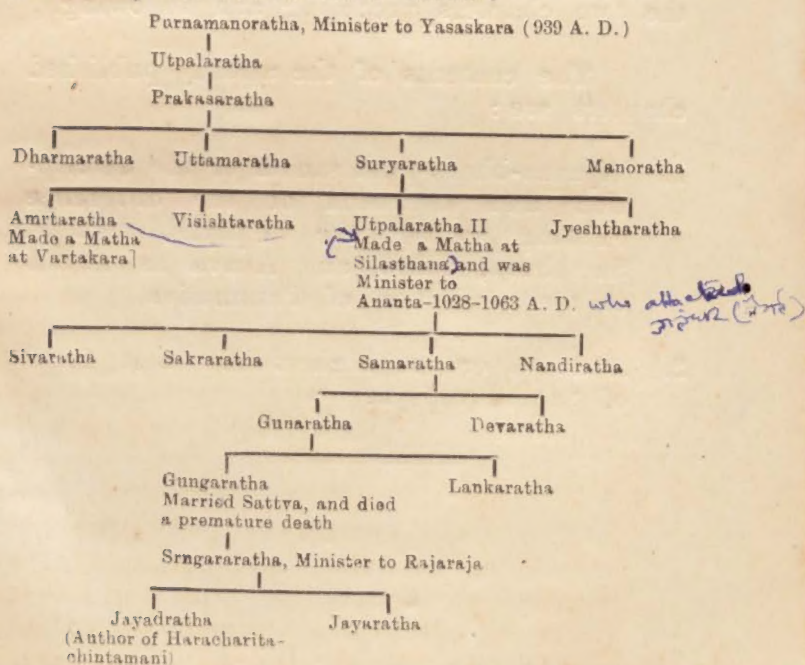 Purnamanoratha, Minister to Yasaskara (939 A. D.)
Utpalaratha
Prakasaratha
Dharmaratha Uttamaratha Suryaratha Manoratha
Amrtaratha Visishtaratha Utpalaratha II Jyeshtharatha
Made a Matha Made a Matha at
at Vartakara] Silasthana) and was
Minister to
Ananta-1028-1063 A. D. who attacked
Sivaratha Sakraratha Samaratha Nandiratha
Gunaratha Devaratha
Gungaratha Lankaratha
Married Sattva, and died
a premature death
Srngararatha, Minister to Rajaraja
Jayadratha Jayaratha
(Author of Haracharita-
chintamani)